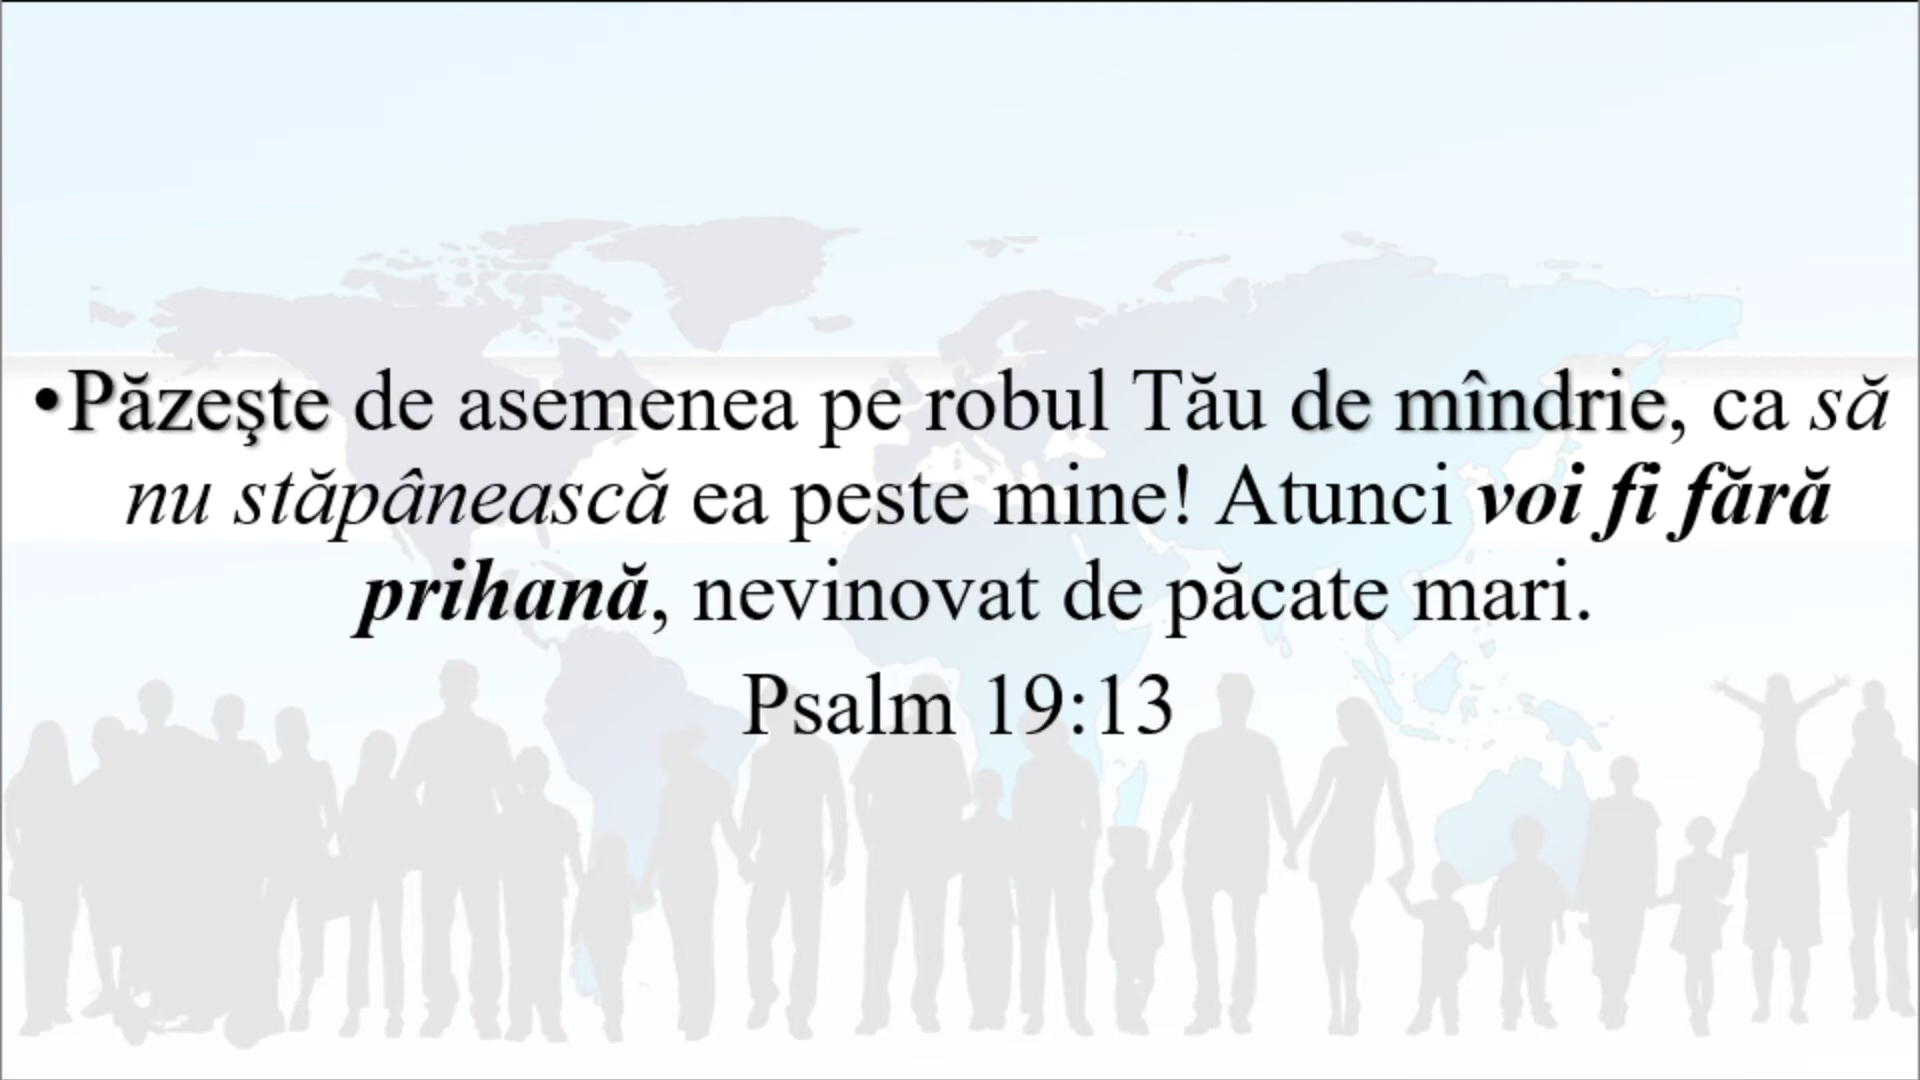 •Păzeşte de asemenea pe robul Tău de mîndrie, ca să
nu stăpânească ea peste mine! Atunci voi fi fără
prihană, nevinovat de păcate mari.
Psalm 19:13